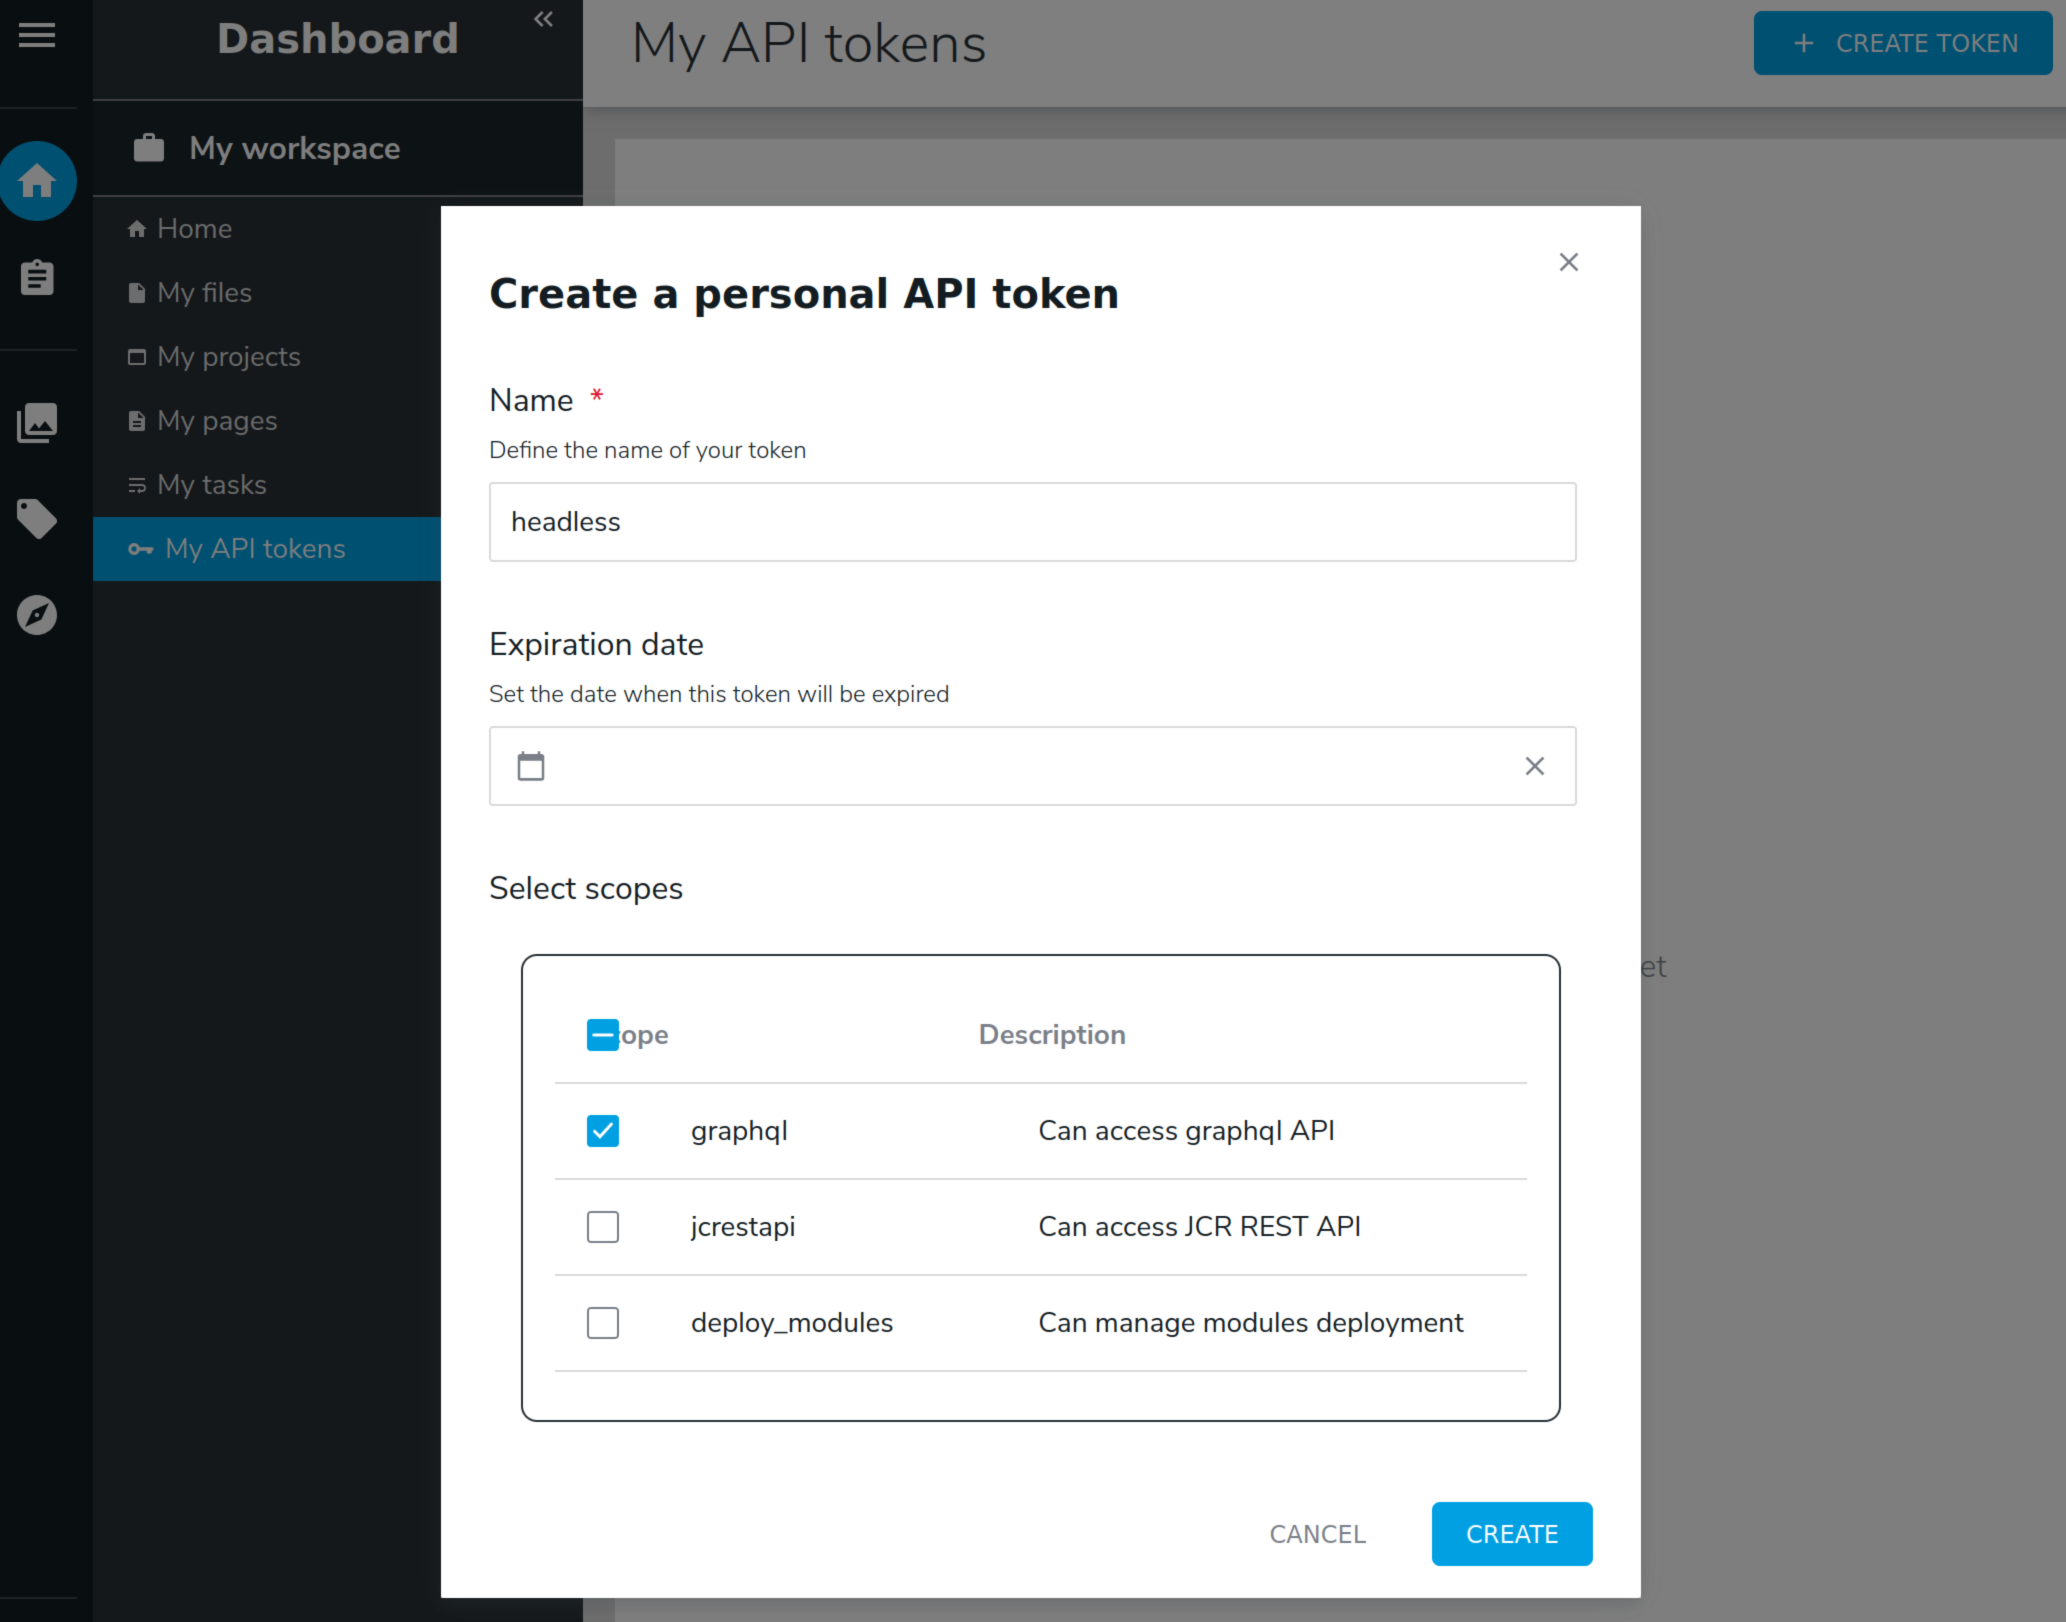 Dashboard
My API tokens
CREATE TOKEN
My workspace
Home
My files
My projects
My pages
My tasks
My API tokens
Create a personal API token
Name *
Define the name of your token
headless
Expiration date
Set the date when this token will be expired
Select scopes
et
ope Description
graphql Can access graphql API
jcrestapi Can access JCR REST API
deploy_modules Can manage modules deployment
CANCEL CREATE